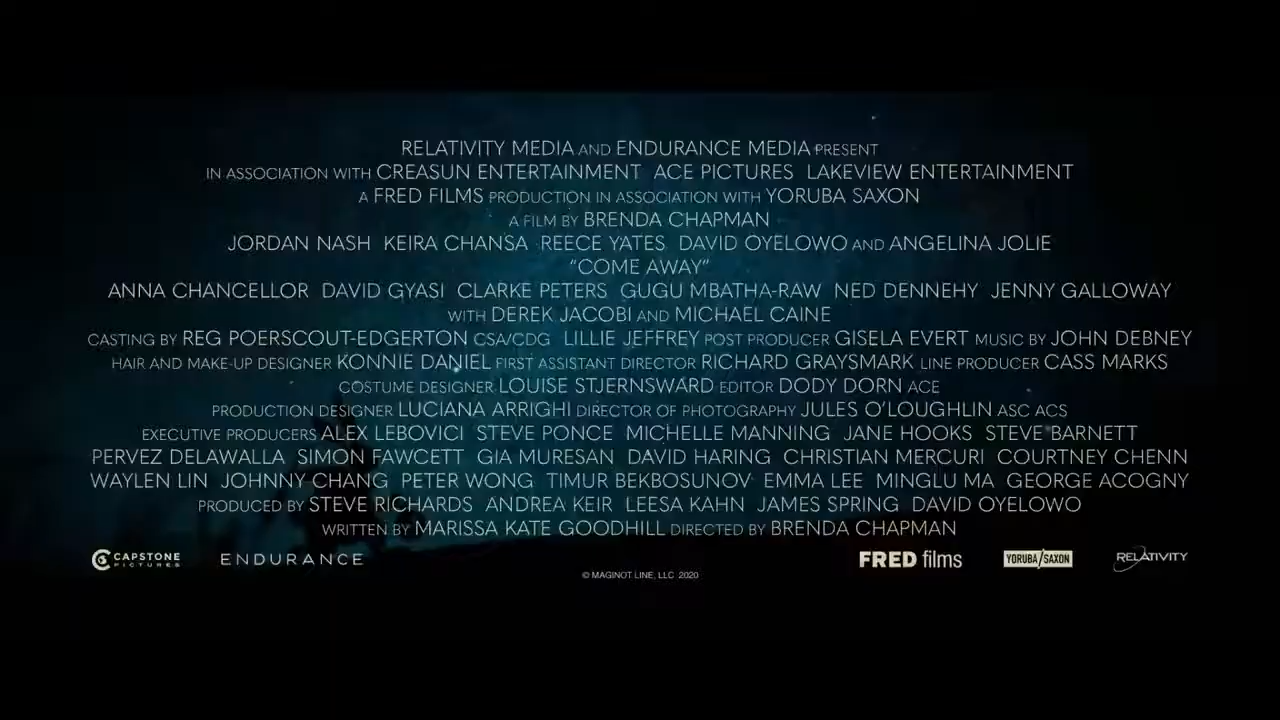 RELATIVITY MEDIA AND ENDURANCE MEDIA PRESENT
IN ASSOCIATION WITH CREASUN ENTERTAINMENT ACE PICTURES LAKEVIEW ENTERTAINMENT
A FRED FILMS PRODUCTION IN ASSOCIATION WITH YORUBA SAXON
A FILM BY BRENDA CHAPMAN
JORDAN NASH KEIRA CHANSA REECE YATES DAVID OYELOWO AND ANGELINA JOLIE
“COME AWAY”
ANNA CHANCELLOR DAVID GYASI CLARKE PETERS GUGU MBATHA-RAW NED DENNEHY JENNY GALLOWAY
WITH DEREK JACOBI AND MICHAEL CAINE
CASTING BY REG POERSCOUT-EDGERTON CSA/CDG LILLIE JEFFREY POST PRODUCER GISELA EVERT MUSIC BY JOHN DEBNEY
HAIR AND MAKE-UP DESIGNER KONNIE DANIEL FIRST ASSISTANT DIRECTOR RICHARD GRAYSMARK LINE PRODUCER CASS MARKS
COSTUME DESIGNER LOUISE STJERNSWARD EDITOR DODY DORN ACE
PRODUCTION DESIGNER LUCIANA ARRIGHI DIRECTOR OF PHOTOGRAPHY JULES O'LOUGHLIN ASC ACS
EXECUTIVE PRODUCERS ALEX LEBOVICI STEVE PONCE MICHELLE MANNING JANE HOOKS STEVE BARNETT
PERVEZ DELAWALLA SIMON FAWCETT GIA MURESAN DAVID HARING CHRISTIAN MERCURI COURTNEY CHENN
WAYLEN LIN JOHNNY CHANG PETER WONG TIMUR BEKBOSUNOV EMMA LEE MINGLU MA GEORGE ACOGNY
PRODUCED BY STEVE RICHARDS ANDREA KEIR LEESA KAHN JAMES SPRING DAVID OYELOWO
WRITTEN BY MARISSA KATE GOODHILL DIRECTED BY BRENDA CHAPMAN
CAPSTONE PICTURES ENDURANCE FRED films YORUBA/SAXON RELATIVITY
© MAGINOT LINE, LLC 2020